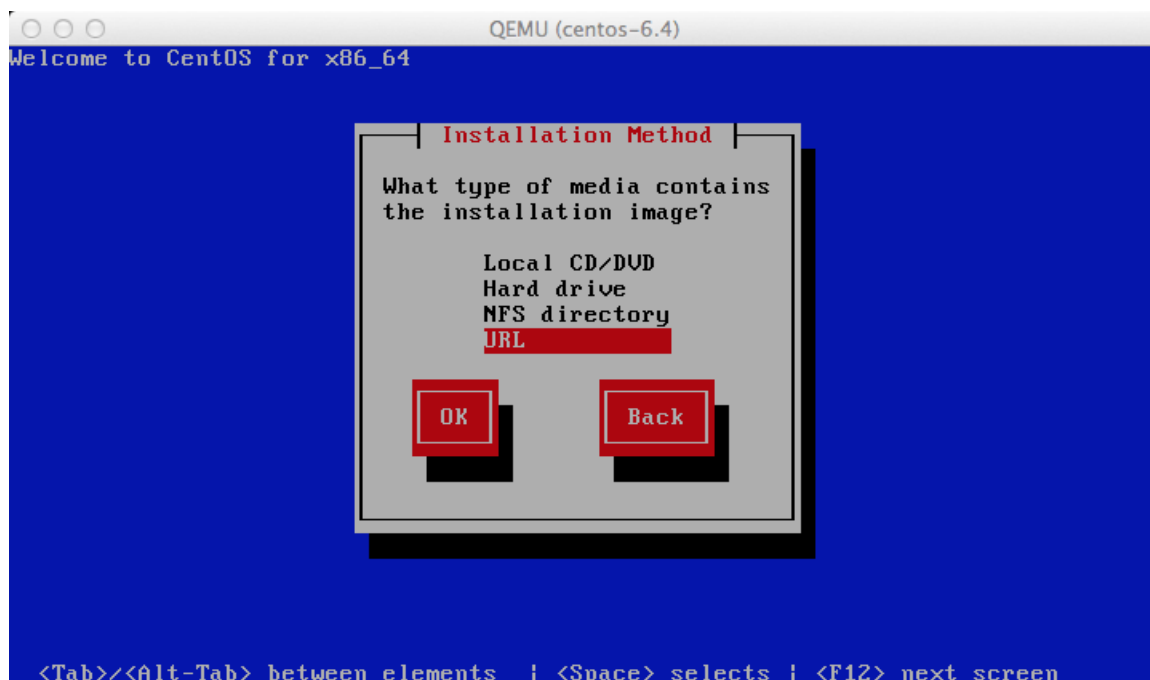 QEMU (centos-6.4)
Welcome to CentOS for x86_64
Installation Method
What type of media contains
the installation image?
Local CD/DVD
Hard drive
NFS directory
URL
OK Back
<Tab>/<Alt-Tab> between elements | <Space> selects | <F12> next screen